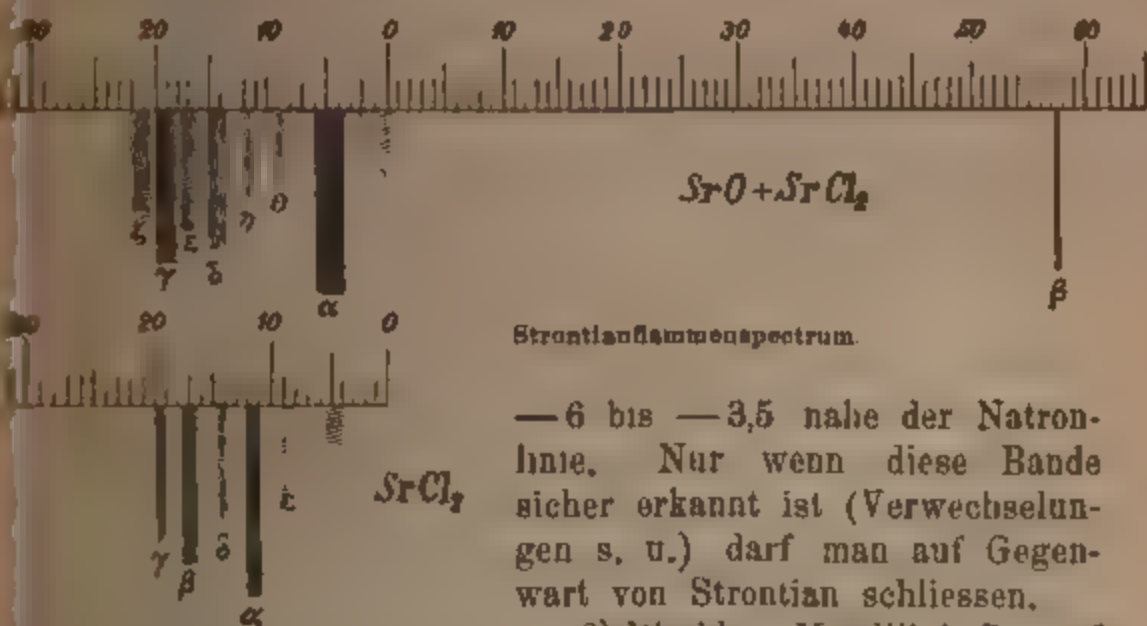 30 20 10 0 10 20 30 40 50 60
SrO+SrCl₂
ζ γ ε δ η θ α β
20 10 0
Strontianflammenspectrum.
SrCl₂
γ β δ α ε
—6 bis —3,5 nahe der Natron-
linie. Nur wenn diese Bande
sicher erkannt ist (Verwechselun-
gen s. u.) darf man auf Gegen-
wart von Strontian schliessen.